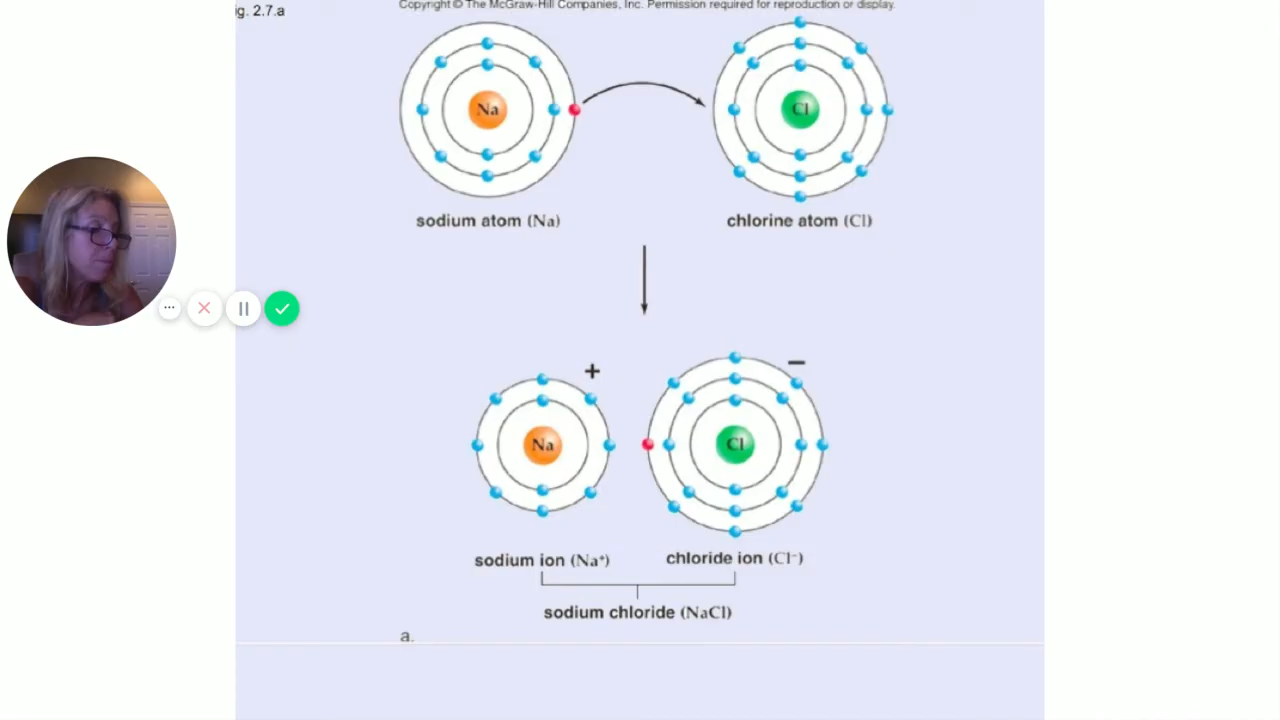 Copyright © The McGraw-Hill Companies, Inc. Permission required for reproduction or display.
ig. 2.7.a
Na
Cl
sodium atom (Na)
chlorine atom (Cl)
+
−
Na
Cl
sodium ion (Na⁺)
chloride ion (Cl⁻)
sodium chloride (NaCl)
a.